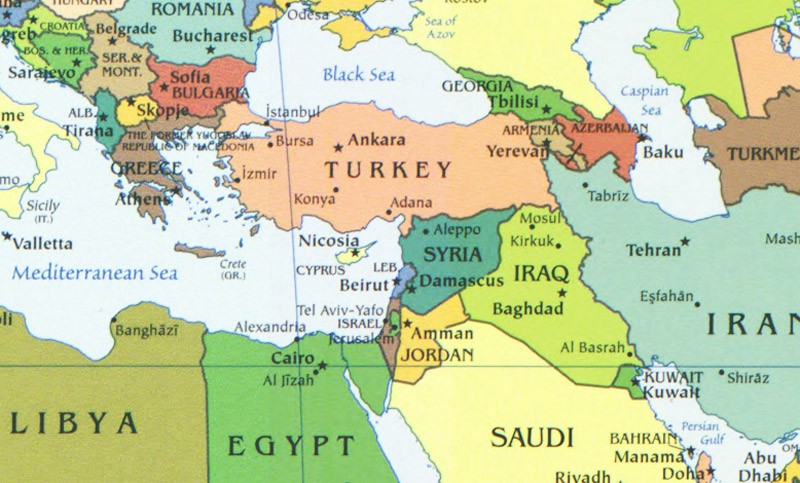 HUNGARY
ROMANIA
Odesa
Rostov
CROATIA
Belgrade
Bucharest
Sea of
Azov
BOS. & HER.
SER.&
MONT.
Sarajevo
Sofia
BULGARIA
Black Sea
GEORGIA
Tbilisi
Caspian
Sea
ALB.
Skopje
Tirana
THE FORMER YUGOSLAV
REPUBLIC OF MACEDONIA
İstanbul
Bursa
Ankara
ARMENIA
AZERBAIJAN
Yerevan
Baku
TURKME
GREECE
Athens
İzmir
TURKEY
Konya
Adana
Tabrīz
Sicily
(IT.)
Valletta
Mediterranean Sea
Crete
(GR.)
Nicosia
CYPRUS
LEB.
Beirut
Aleppo
SYRIA
Damascus
Mosul
Kirkuk
IRAQ
Baghdad
Tehran
Mash
Eşfahān
IRAN
Banghāzī
Alexandria
Tel Aviv-Yafo
ISRAEL
Jerusalem
Amman
JORDAN
Al Basrah
Cairo
Al Jīzah
KUWAIT
Kuwait
Shirāz
LIBYA
EGYPT
SAUDI
Persian
Gulf
BAHRAIN
Manama
Doha
Abu
Dhabi
OM.
Riyadh